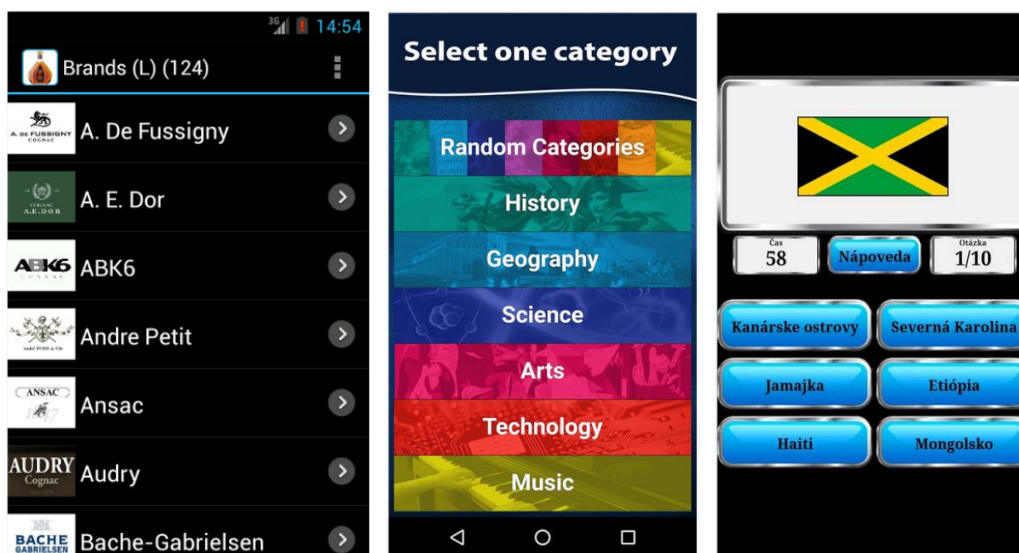 3G 14:54
Brands (L) (124)
A. DE FUSSIGNY
COGNAC
A. De Fussigny
COGNAC
A.E.DOR
A. E. Dor
ABK6
COGNAC
ABK6
Andre Petit
ANSAC
Ansac
AUDRY
Cognac
Audry
BACHE
GABRIELSEN
Bache-Gabrielsen
Select one category
Random Categories
History
Geography
Science
Arts
Technology
Music
Čas
58
Nápoveda
Otázka
1/10
Kanárske ostrovy
Severná Karolina
Jamajka
Etiópia
Haiti
Mongolsko